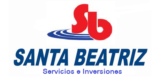 Sb
SANTA BEATRIZ
Servicios e Inversiones